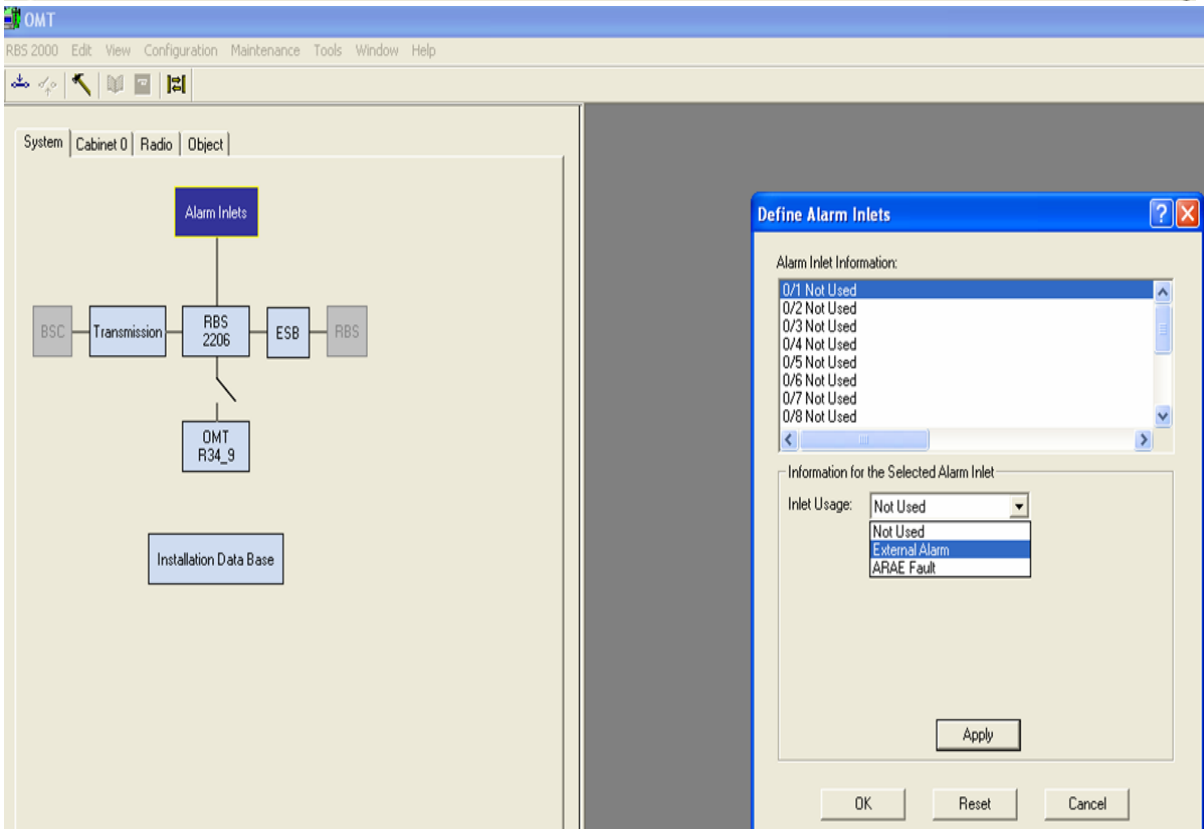 OMT
RBS 2000 Edit View Configuration Maintenance Tools Window Help
System Cabinet 0 Radio Object
Alarm Inlets
BSC Transmission RBS 2206 ESB RBS
OMT
R34_9
Installation Data Base
Define Alarm Inlets
Alarm Inlet Information:
0/1 Not Used
0/2 Not Used
0/3 Not Used
0/4 Not Used
0/5 Not Used
0/6 Not Used
0/7 Not Used
0/8 Not Used
Information for the Selected Alarm Inlet
Inlet Usage: Not Used
Not Used
External Alarm
ARAE Fault
Apply
OK Reset Cancel